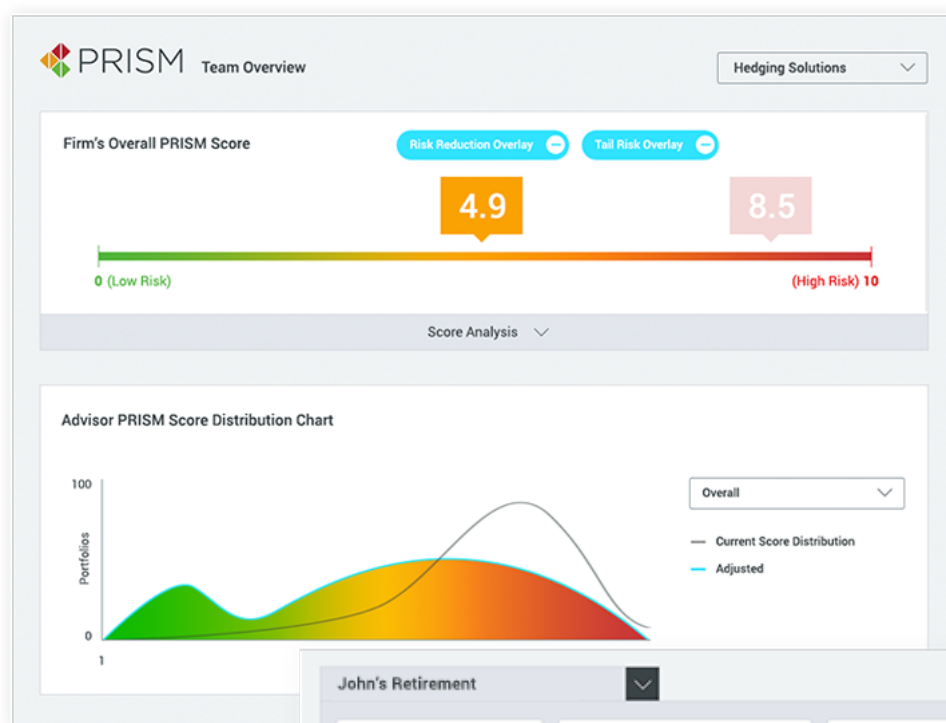 PRISM Team Overview
Hedging Solutions
Firm's Overall PRISM Score
Risk Reduction Overlay
Tail Risk Overlay
4.9
8.5
0 (Low Risk)
(High Risk) 10
Score Analysis
Advisor PRISM Score Distribution Chart
100
Portfolios
0
1
Overall
Current Score Distribution
Adjusted
John's Retirement